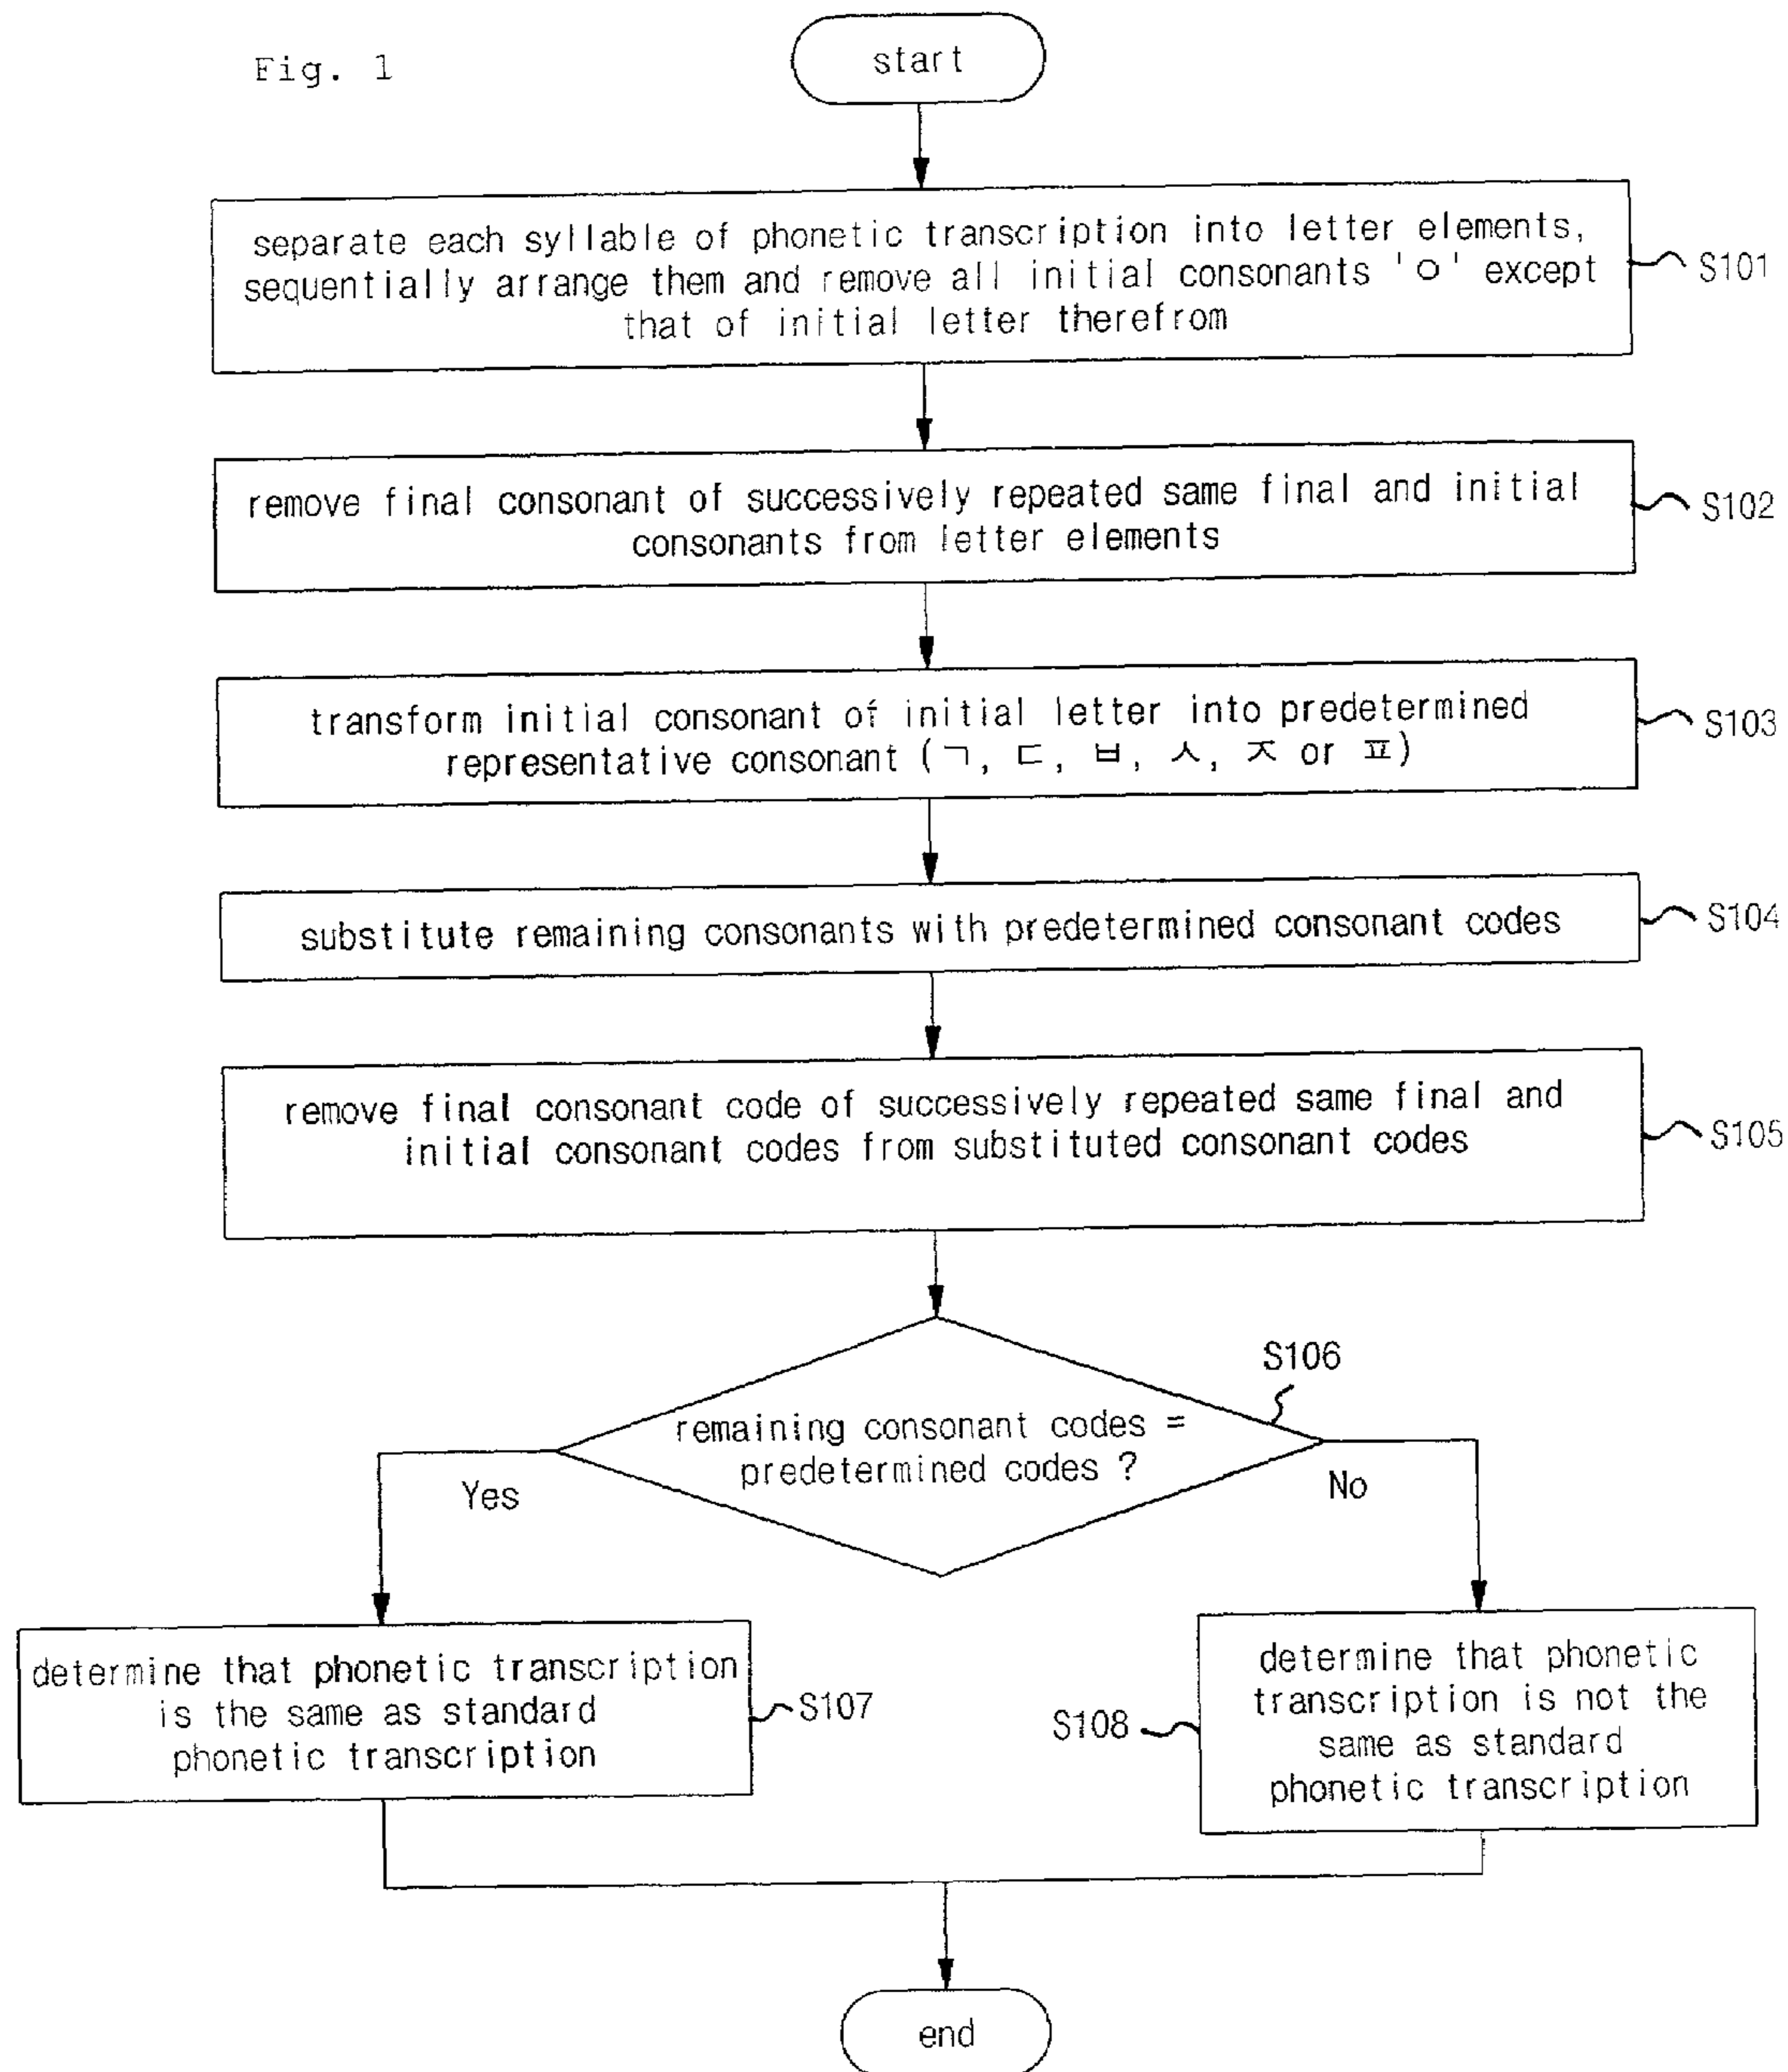 Fig. 1
start
separate each syllable of phonetic transcription into letter elements,
sequentially arrange them and remove all initial consonants 'ㅇ' except
that of initial letter therefrom
S101
remove final consonant of successively repeated same final and initial
consonants from letter elements
S102
transform initial consonant of initial letter into predetermined
representative consonant (ㄱ, ㄷ, ㅂ, ㅅ, ㅈ or ㅍ)
S103
substitute remaining consonants with predetermined consonant codes
S104
remove final consonant code of successively repeated same final and
initial consonant codes from substituted consonant codes
S105
S106
remaining consonant codes =
predetermined codes ?
Yes
No
determine that phonetic transcription
is the same as standard
phonetic transcription
S107
S108
determine that phonetic
transcription is not the
same as standard
phonetic transcription
end